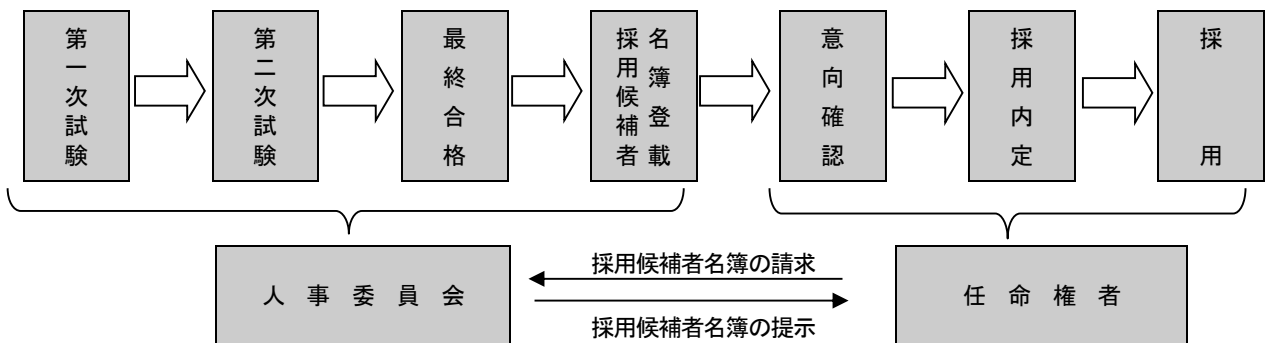 第一次試験
第二次試験
最終合格
採用候補者
名簿登載
意向確認
採用内定
採用
人事委員会
採用候補者名簿の請求
採用候補者名簿の提示
任命権者